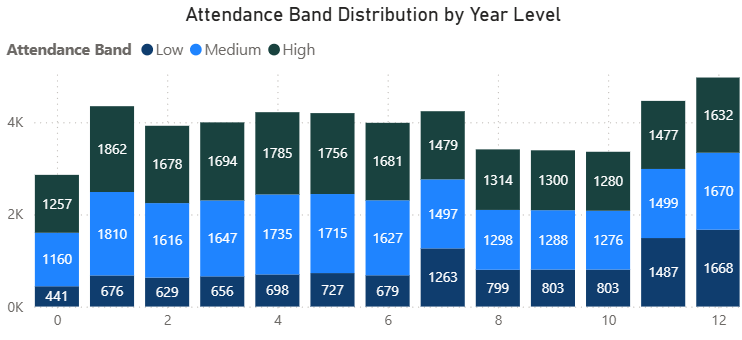 Attendance Band Distribution by Year Level
Attendance Band Low Medium High
4K
2K
0K
1257 1862 1678 1694 1785 1756 1681 1479 1314 1300 1280 1477 1632
1160 1810 1616 1647 1735 1715 1627 1497 1298 1288 1276 1499 1670
441 676 629 656 698 727 679 1263 799 803 803 1487 1668
0 2 4 6 8 10 12